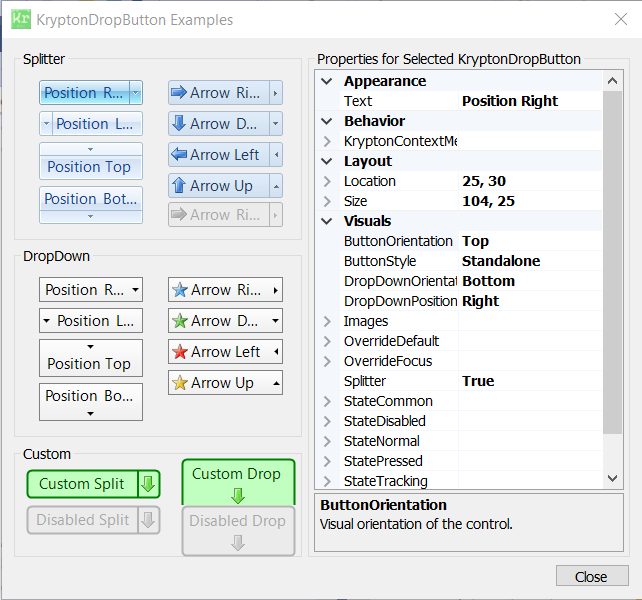 Kr KryptonDropButton Examples
Splitter
Position R...
Position L...
Position Top
Position Bot...
Arrow Ri...
Arrow D...
Arrow Left
Arrow Up
Arrow Ri...
DropDown
Position R...
Position L...
Position Top
Position Bo...
Arrow Ri...
Arrow D...
Arrow Left
Arrow Up
Custom
Custom Split
Disabled Split
Custom Drop
Disabled Drop
Properties for Selected KryptonDropButton
Appearance
Text Position Right
Behavior
KryptonContextMe
Layout
Location 25, 30
Size 104, 25
Visuals
ButtonOrientation Top
ButtonStyle Standalone
DropDownOrientat Bottom
DropDownPosition Right
Images
OverrideDefault
OverrideFocus
Splitter True
StateCommon
StateDisabled
StateNormal
StatePressed
StateTracking
ButtonOrientation
Visual orientation of the control.
Close